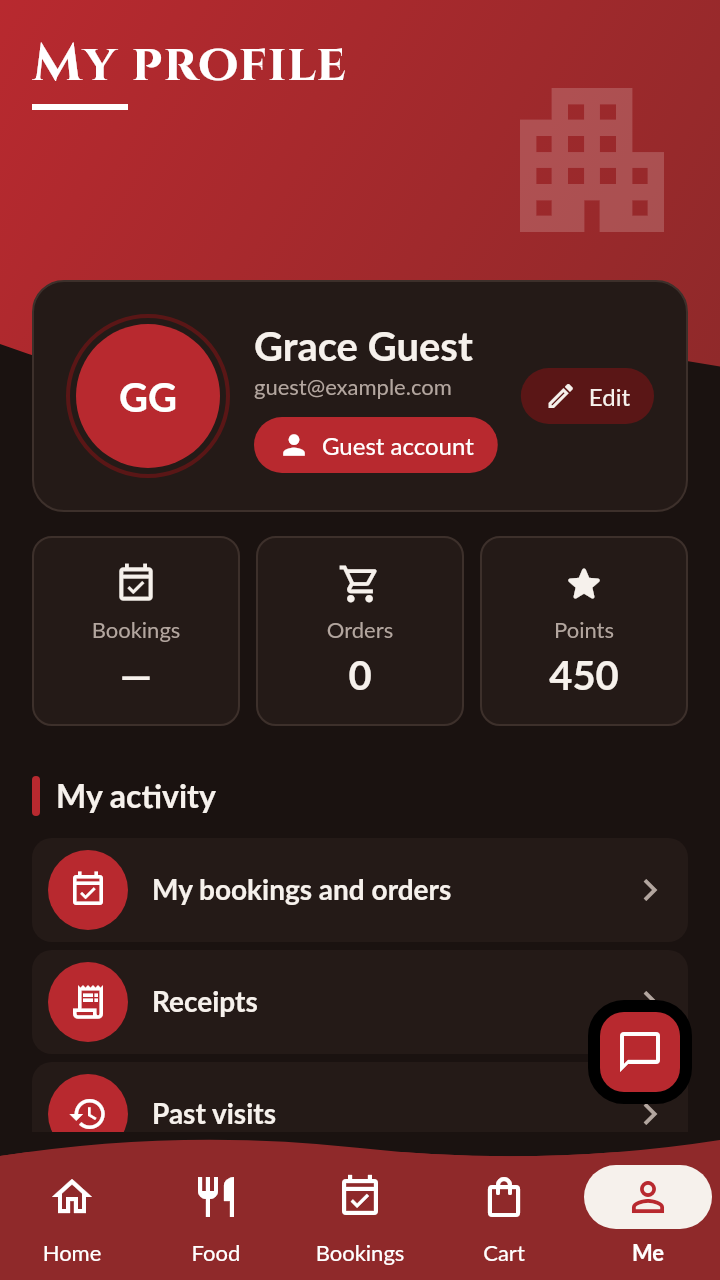 My profile
GG
Grace Guest
guest@example.com
Guest account
Edit
Bookings
—
Orders
0
Points
450
My activity
My bookings and orders
Receipts
Past visits
Home
Food
Bookings
Cart
Me